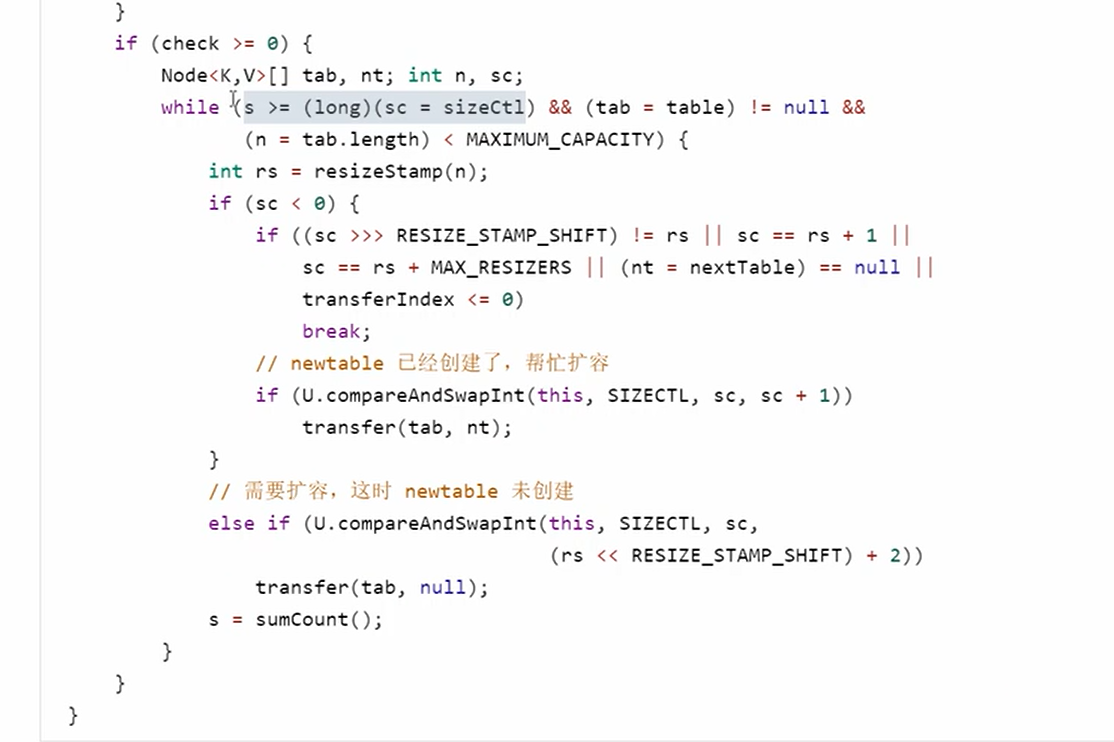 }
if (check >= 0) {
Node<K,V>[] tab, nt; int n, sc;
while (s >= (long)(sc = sizeCtl) && (tab = table) != null &&
(n = tab.length) < MAXIMUM_CAPACITY) {
int rs = resizeStamp(n);
if (sc < 0) {
if ((sc >>> RESIZE_STAMP_SHIFT) != rs || sc == rs + 1 ||
sc == rs + MAX_RESIZERS || (nt = nextTable) == null ||
transferIndex <= 0)
break;
// newtable 已经创建了，帮忙扩容
if (U.compareAndSwapInt(this, SIZECTL, sc, sc + 1))
transfer(tab, nt);
}
// 需要扩容，这时 newtable 未创建
else if (U.compareAndSwapInt(this, SIZECTL, sc,
(rs << RESIZE_STAMP_SHIFT) + 2))
transfer(tab, null);
s = sumCount();
}
}
}